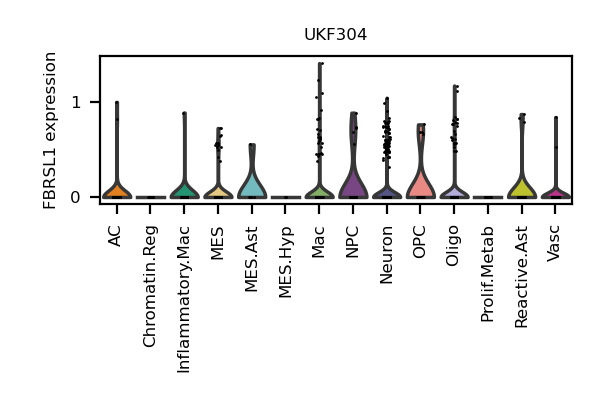 UKF304
FBRSL1 expression
1
0
AC
Chromatin.Reg
Inflammatory.Mac
MES
MES.Ast
MES.Hyp
Mac
NPC
Neuron
OPC
Oligo
Prolif.Metab
Reactive.Ast
Vasc